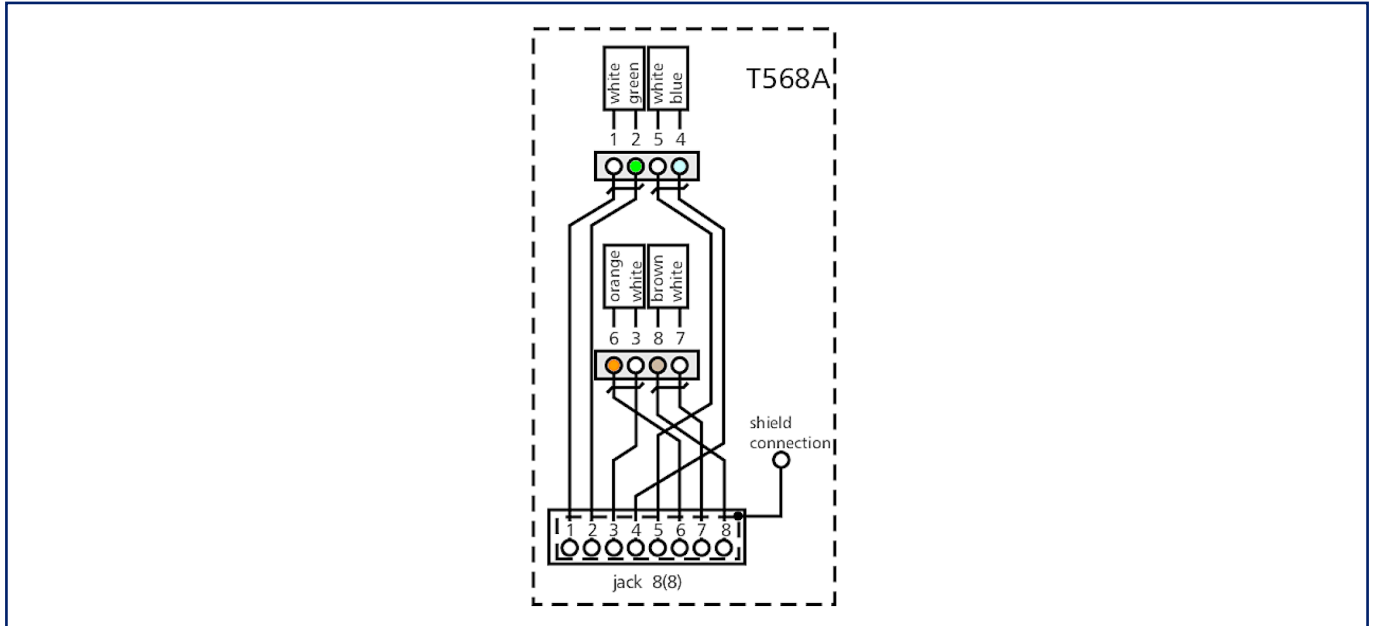 T568A
white green white blue
1 2 5 4
orange white brown white
6 3 8 7
shield
connection
1 2 3 4 5 6 7 8
jack 8(8)